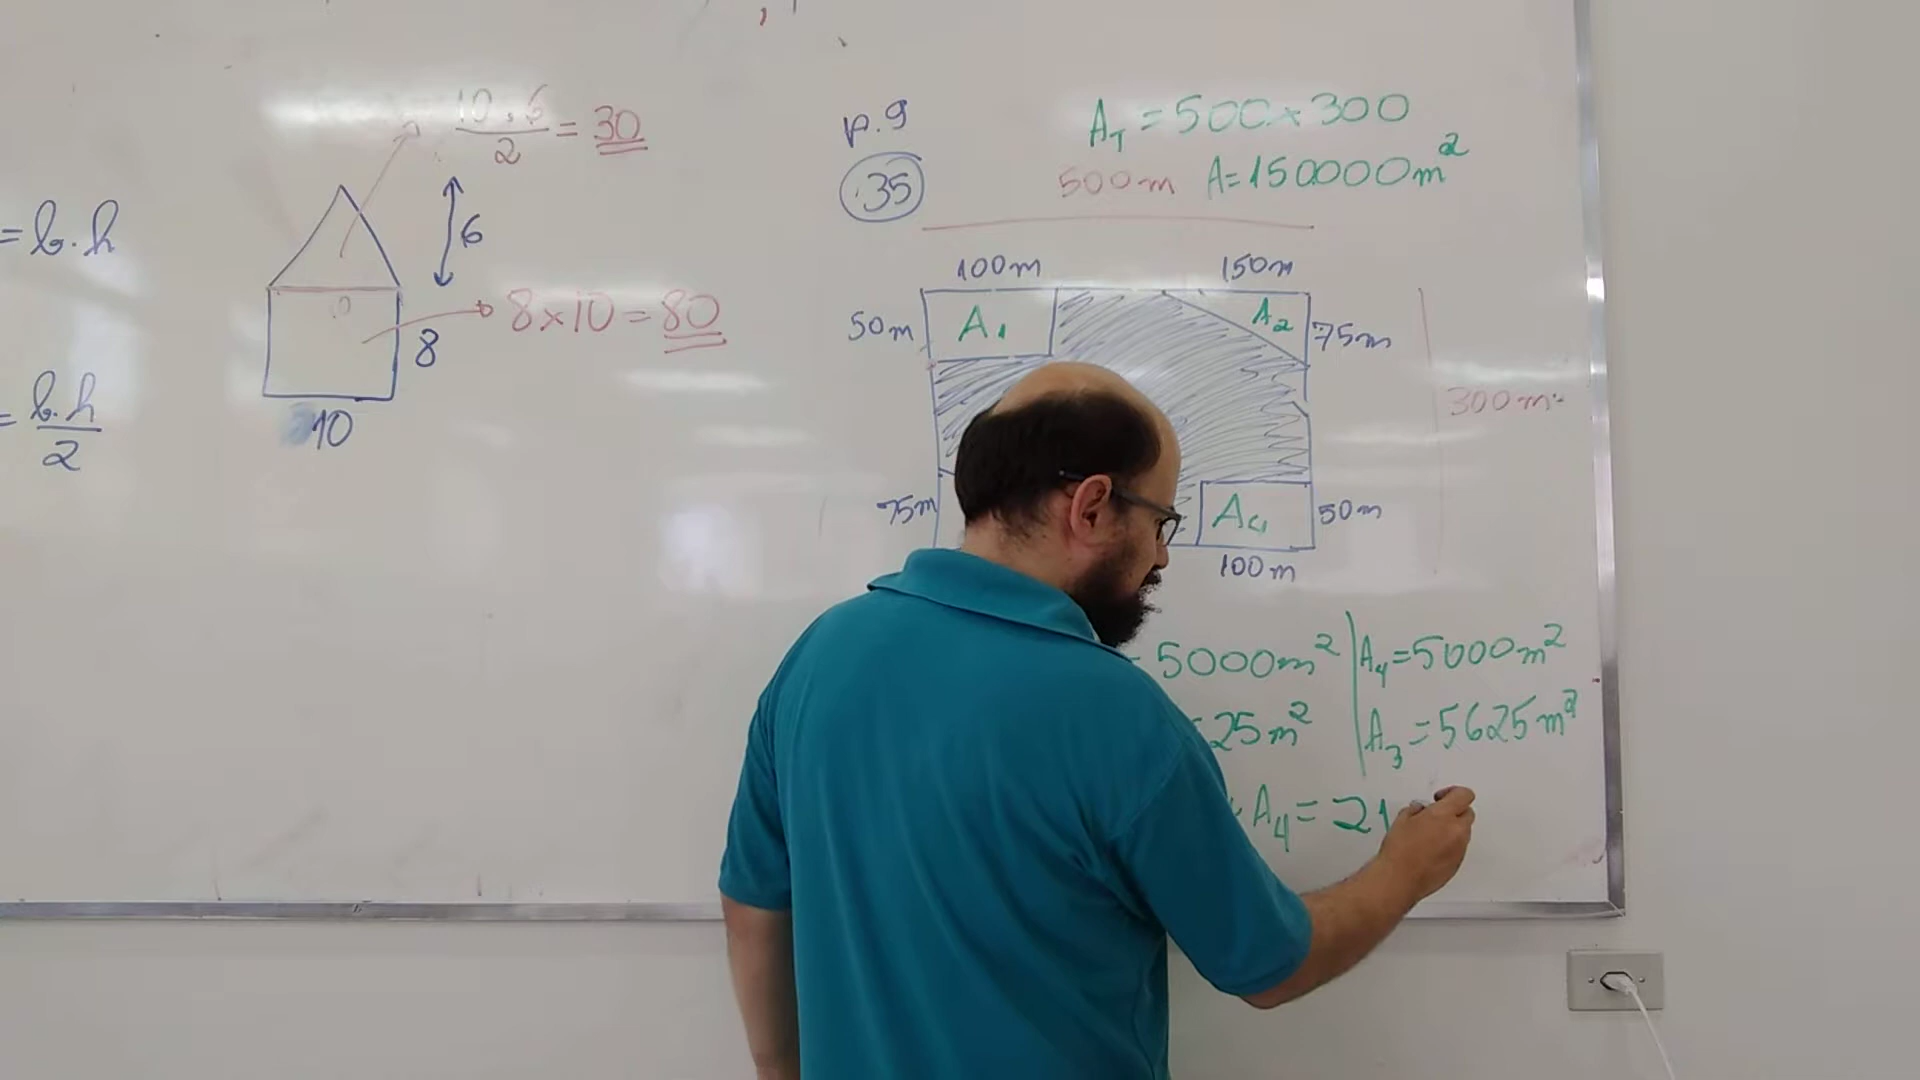 = b.h
= b.h/2
10.6/2 = 30
6
8×10=80
8
10
p.9
35
A_T = 500×300
500m A=150000m²
100m
150m
50m
A₁
A₂
75m
300m
75m
A₄
50m
100m
= 5000m²
A₄=5000m²
25m²
A₃=5625m²
A₄=21